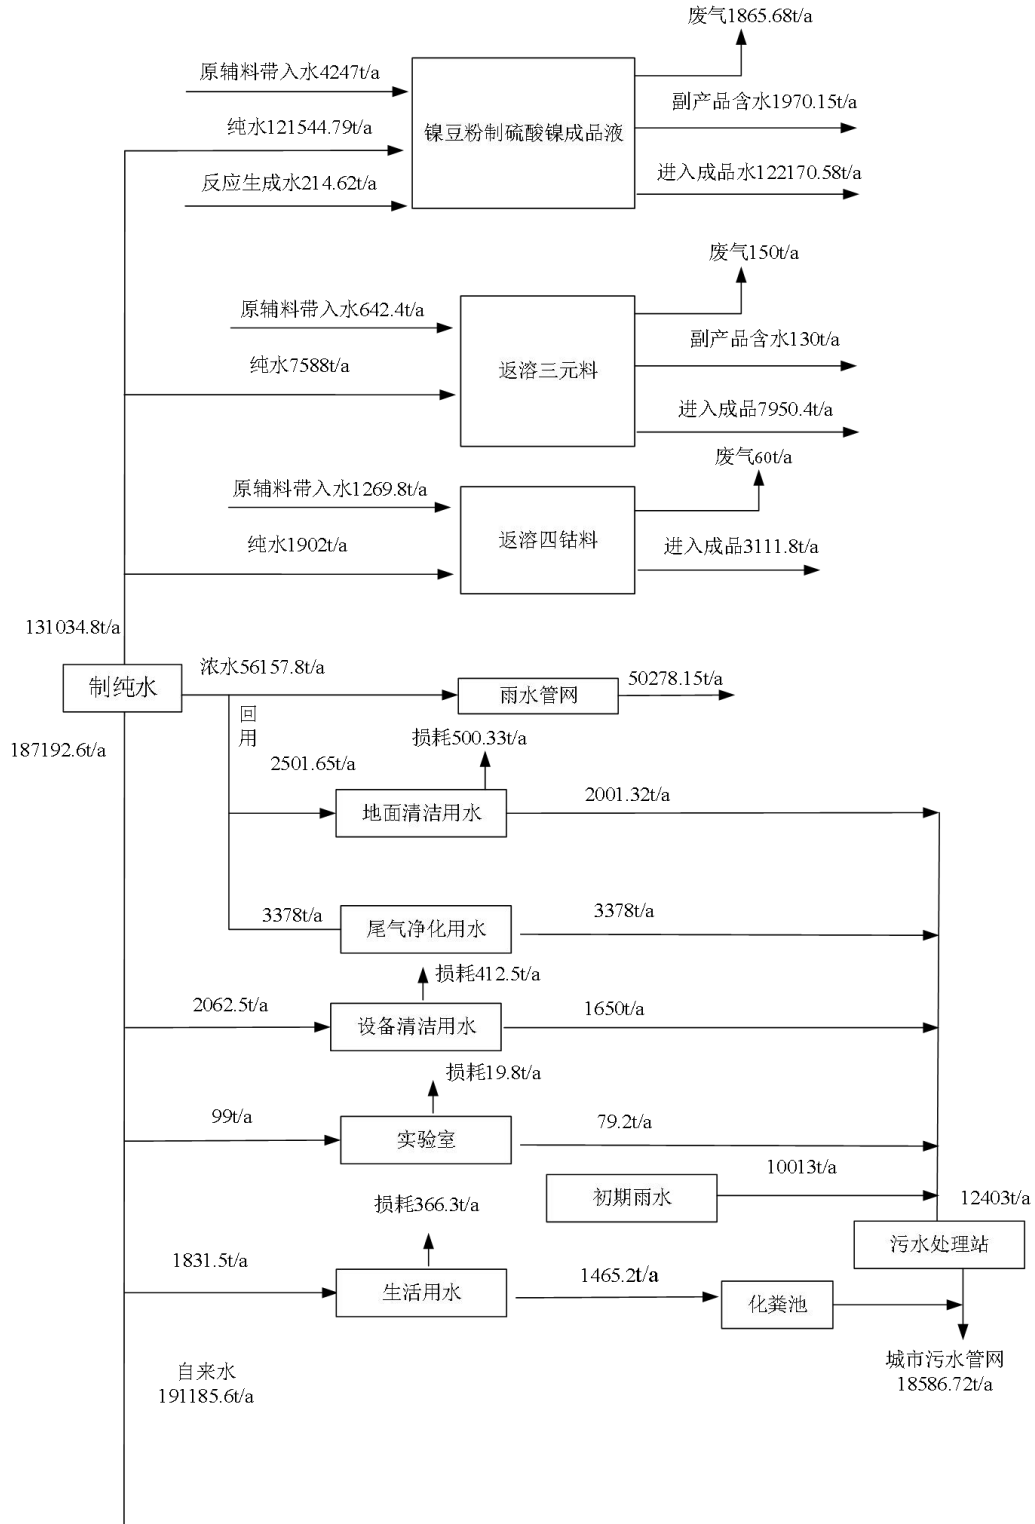 废气1865.68t/a
原辅料带入水4247t/a
副产品含水1970.15t/a
纯水121544.79t/a
镍豆粉制硫酸镍成品液
进入成品水122170.58t/a
反应生成水214.62t/a
废气150t/a
原辅料带入水642.4t/a
副产品含水130t/a
纯水7588t/a
返溶三元料
进入成品7950.4t/a
废气60t/a
原辅料带入水1269.8t/a
纯水1902t/a
返溶四钴料
进入成品3111.8t/a
131034.8t/a
浓水56157.8t/a
制纯水
雨水管网
50278.15t/a
回用
187192.6t/a
损耗500.33t/a
2501.65t/a
地面清洁用水
2001.32t/a
3378t/a
尾气净化用水
3378t/a
损耗412.5t/a
2062.5t/a
设备清洁用水
1650t/a
损耗19.8t/a
99t/a
实验室
79.2t/a
10013t/a
初期雨水
12403t/a
损耗366.3t/a
污水处理站
1831.5t/a
生活用水
1465.2t/a
化粪池
城市污水管网
18586.72t/a
自来水
191185.6t/a